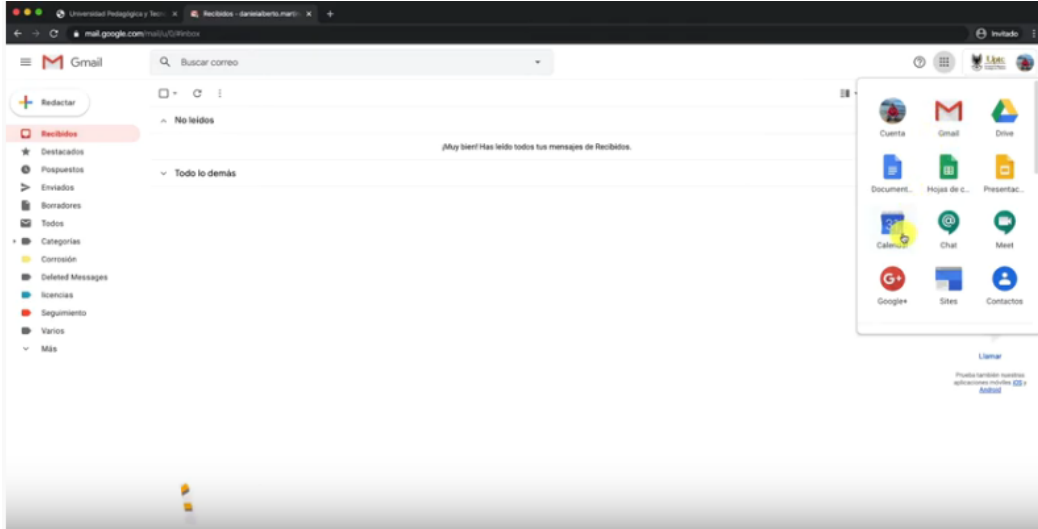 Universidad Pedagógica y Tecn
Recibidos - danielalberto.marti
mail.google.com/mail/u/0/#inbox
Invitado
Gmail
Buscar correo
Uptc
Redactar
Recibidos
Destacados
Pospuestos
Enviados
Borradores
Todos
Categorías
Corrosión
Deleted Messages
licencias
Seguimiento
Varios
Más
No leídos
¡Muy bien! Has leído todos tus mensajes de Recibidos.
Todo lo demás
Cuenta
Gmail
Drive
Document...
Hojas de c...
Presentac...
Calendar
Chat
Meet
Google+
Sites
Contactos
Llamar
Prueba también nuestras
aplicaciones móviles iOS y
Android